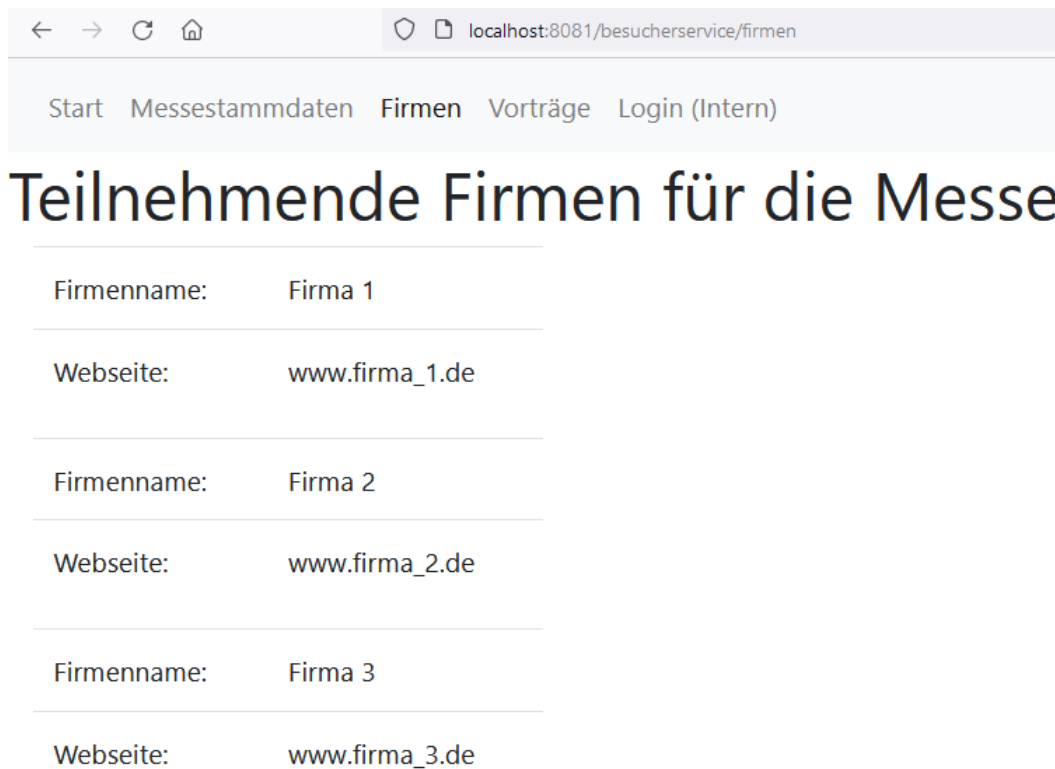 localhost:8081/besucherservice/firmen
Start Messestammdaten Firmen Vorträge Login (Intern)
Teilnehmende Firmen für die Messe
Firmenname: Firma 1
Webseite: www.firma_1.de
Firmenname: Firma 2
Webseite: www.firma_2.de
Firmenname: Firma 3
Webseite: www.firma_3.de